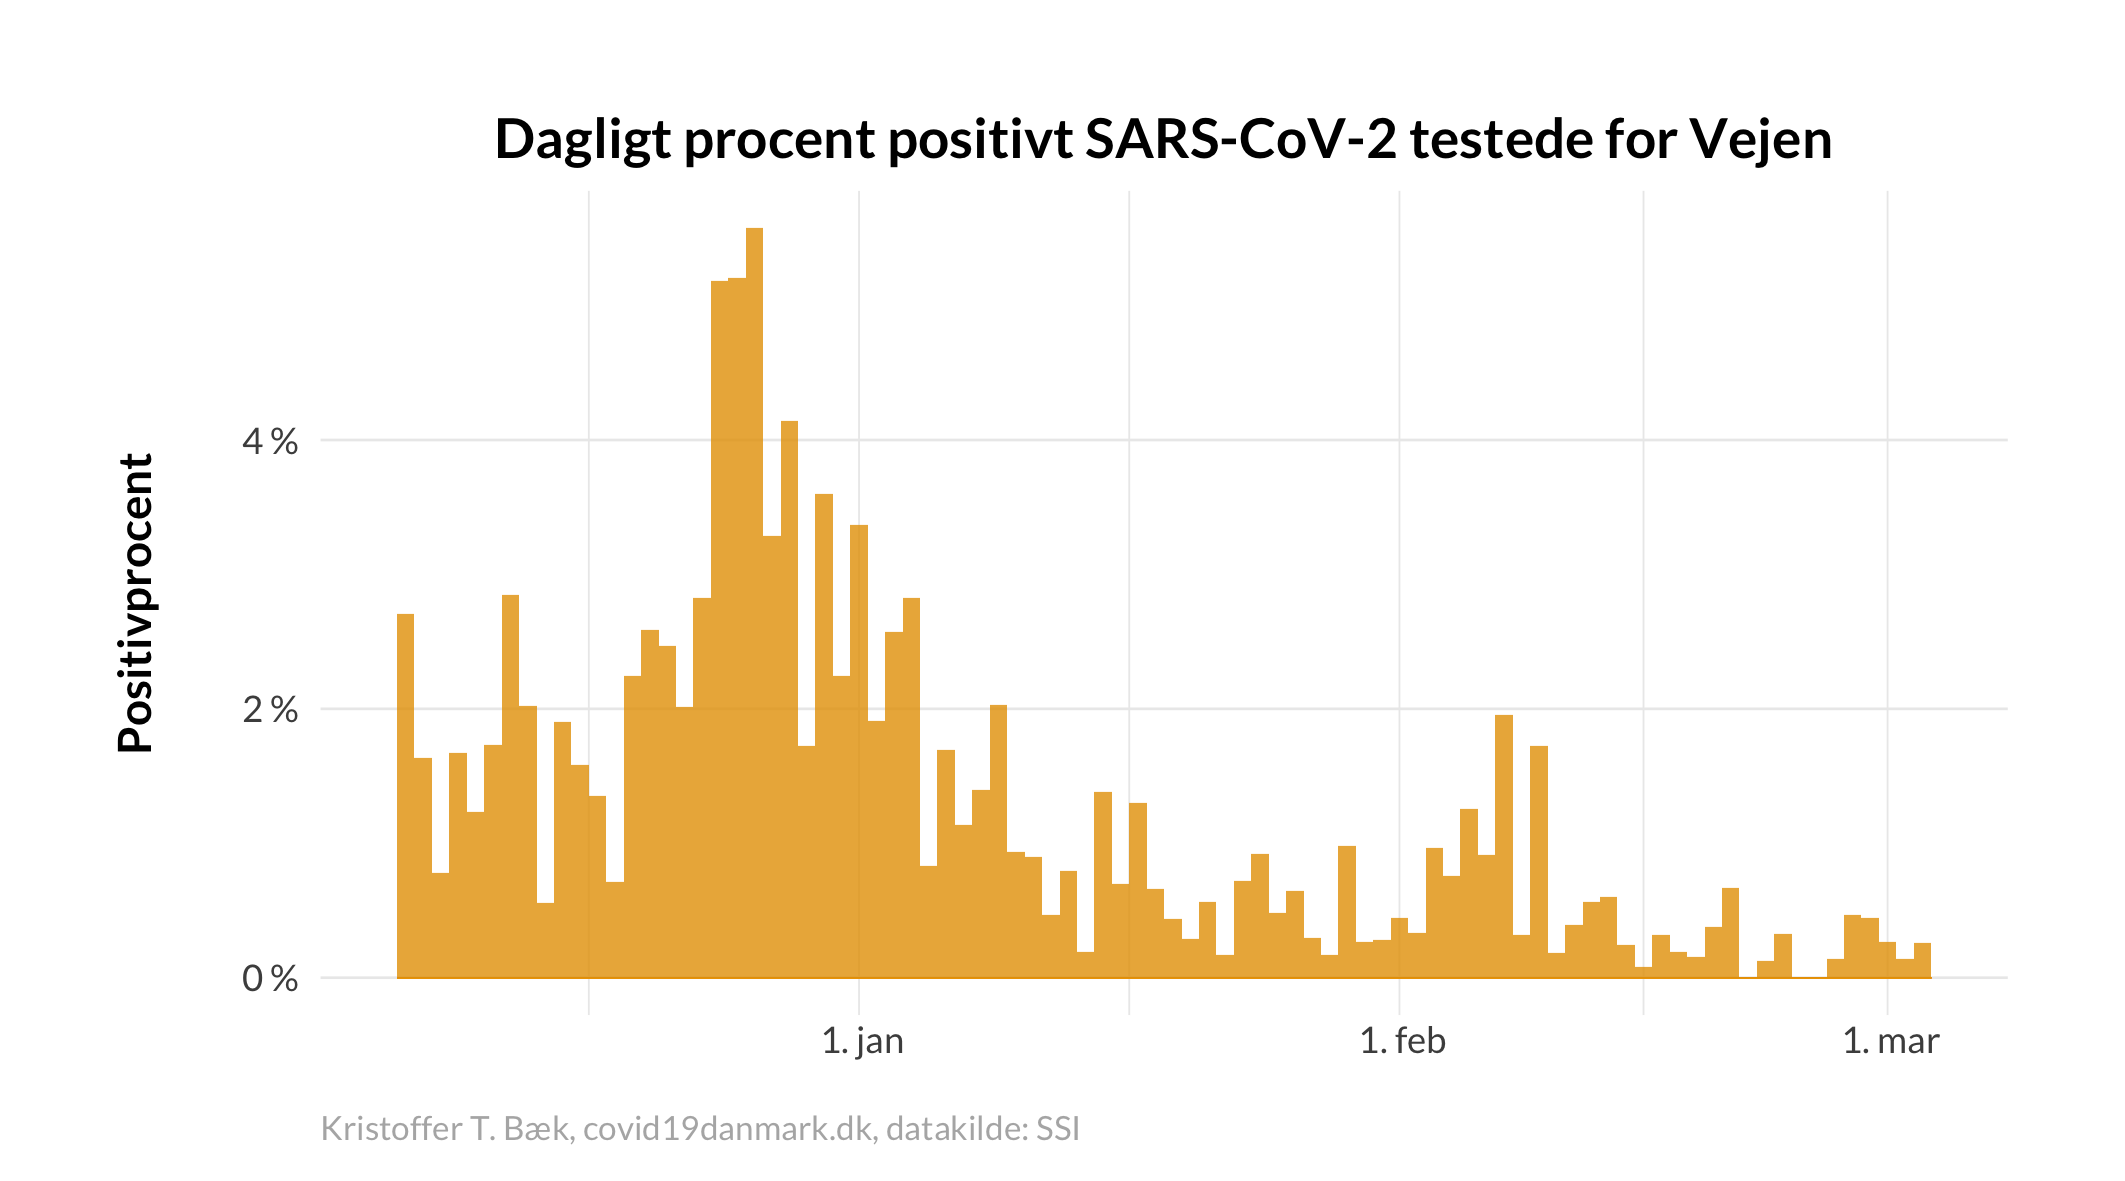 Dagligt procent positivt SARS-CoV-2 testede for Vejen
Positivprocent
4 %
2 %
0 %
1. jan
1. feb
1. mar
Kristoffer T. Bæk, covid19danmark.dk, datakilde: SSI